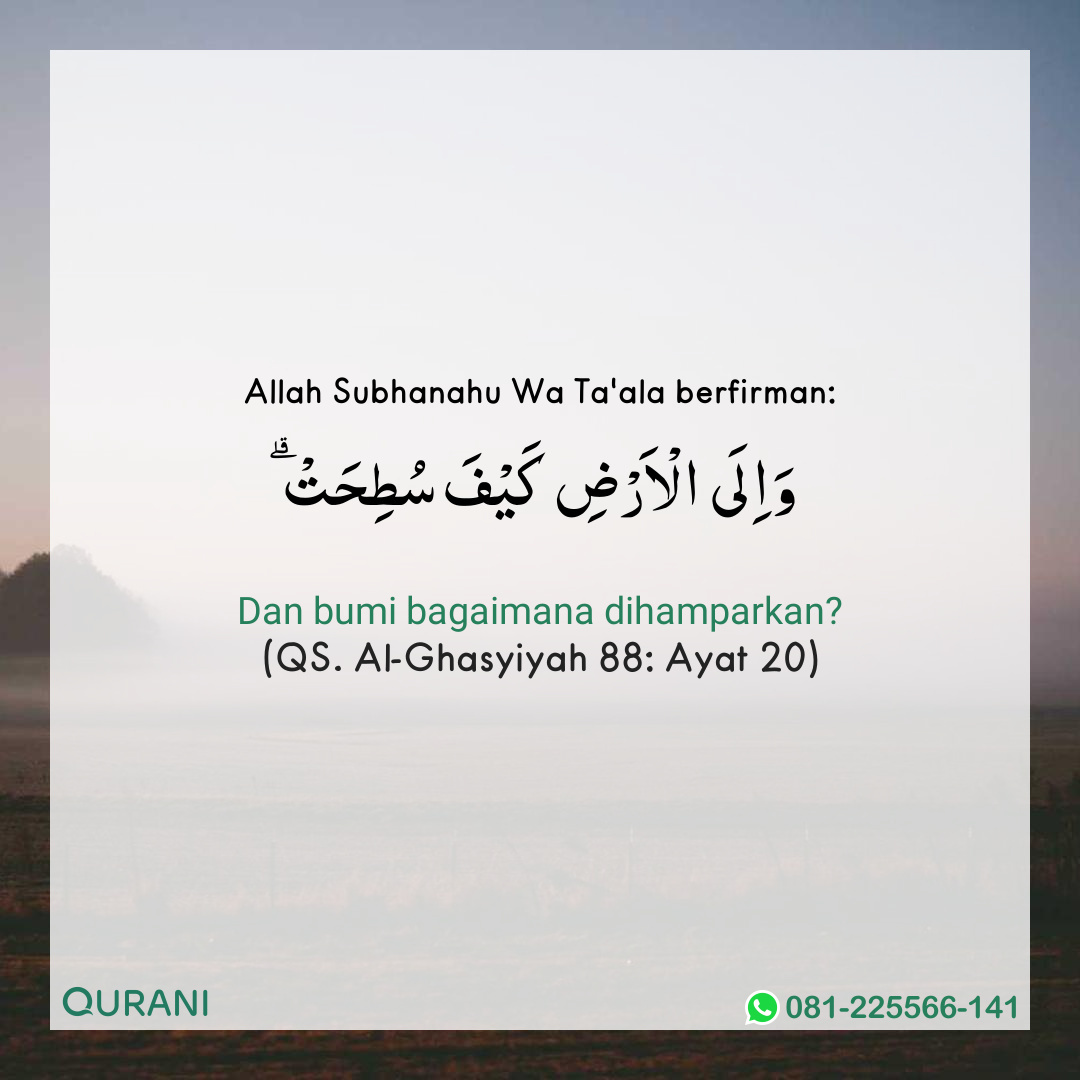 Allah Subhanahu Wa Ta'ala berfirman:
وَاِلَى الْاَرْضِ كَيْفَ سُطِحَتْۗ
Dan bumi bagaimana dihamparkan?
(QS. Al-Ghasyiyah 88: Ayat 20)
QURANI
081-225566-141